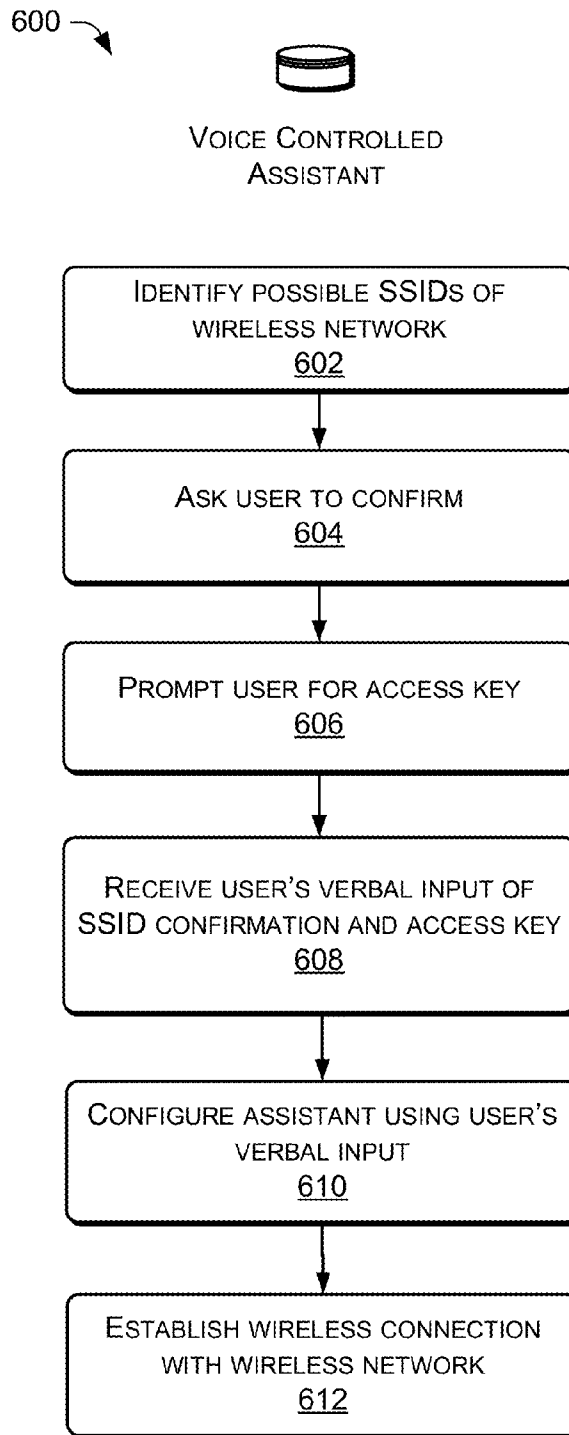 600
VOICE CONTROLLED
ASSISTANT
IDENTIFY POSSIBLE SSIDS OF
WIRELESS NETWORK
602
ASK USER TO CONFIRM
604
PROMPT USER FOR ACCESS KEY
606
RECEIVE USER'S VERBAL INPUT OF
SSID CONFIRMATION AND ACCESS KEY
608
CONFIGURE ASSISTANT USING USER'S
VERBAL INPUT
610
ESTABLISH WIRELESS CONNECTION
WITH WIRELESS NETWORK
612